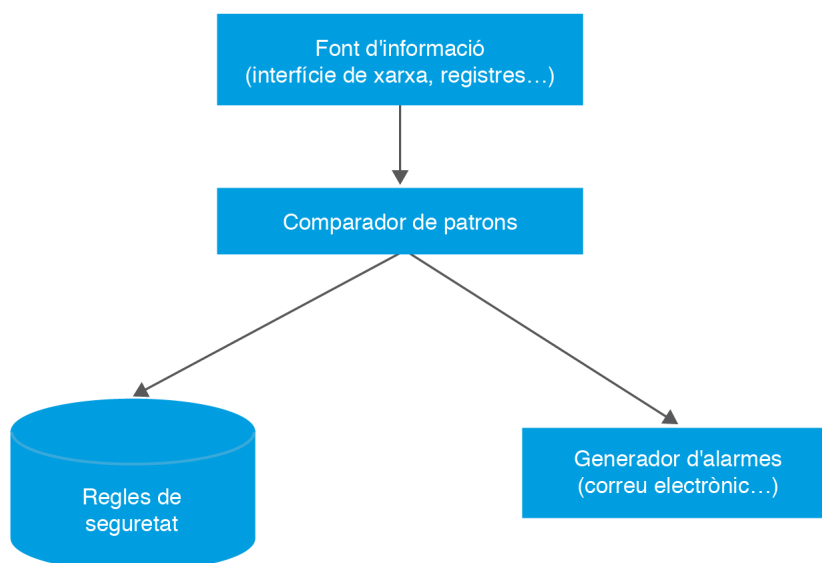 Font d'informació
(interfície de xarxa, registres…)
Comparador de patrons
Regles de
seguretat
Generador d'alarmes
(correu electrònic…)